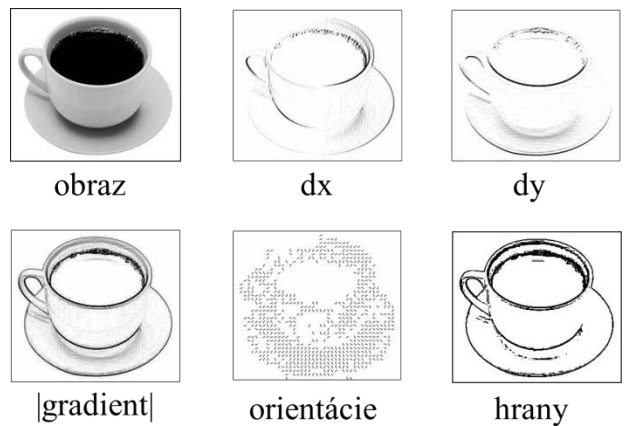 obraz
dx
dy
|gradient|
orientácie
hrany